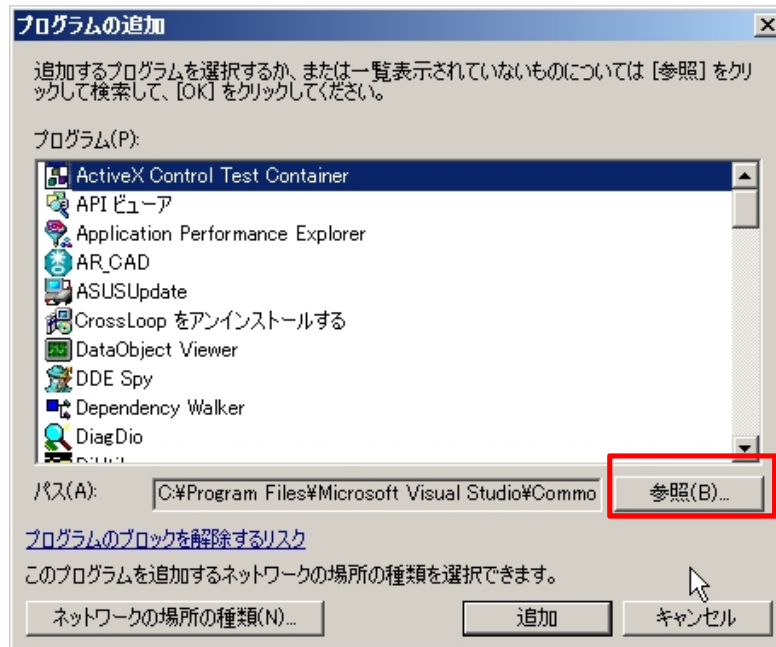 プログラムの追加
追加するプログラムを選択するか、または一覧表示されていないものについては [参照] をクリ
ックして検索して、[OK] をクリックしてください。
プログラム(P):
ActiveX Control Test Container
API ビューア
Application Performance Explorer
AR_CAD
ASUSUpdate
CrossLoop をアンインストールする
DataObject Viewer
DDE Spy
Dependency Walker
DiagDio
パス(A): C:¥Program Files¥Microsoft Visual Studio¥Commo 参照(B)...
プログラムのブロックを解除するリスク
このプログラムを追加するネットワークの場所の種類を選択できます。
ネットワークの場所の種類(N)... 追加 キャンセル